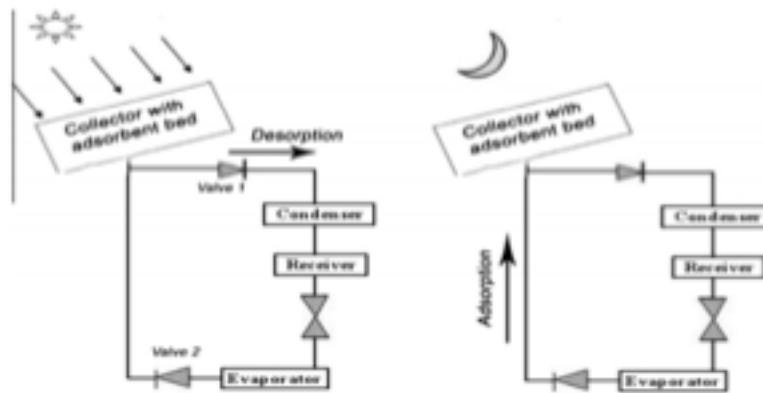 Collector with
adsorbent bed
Desorption
Valve 1
Condenser
Receiver
Valve 2
Evaporator
Collector with
adsorbent bed
Condenser
Receiver
Adsorption
Evaporator